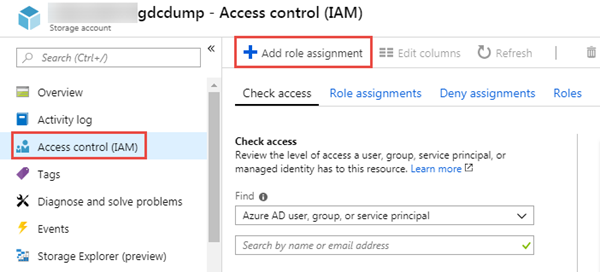 gdcdump - Access control (IAM)
Storage account
Search (Ctrl+/)
«
Overview
Activity log
Access control (IAM)
Tags
Diagnose and solve problems
Events
Storage Explorer (preview)
Add role assignment
Edit columns
Refresh
Check access
Role assignments
Deny assignments
Roles
Check access
Review the level of access a user, group, service principal, or
managed identity has to this resource. Learn more
Find
Azure AD user, group, or service principal
Search by name or email address